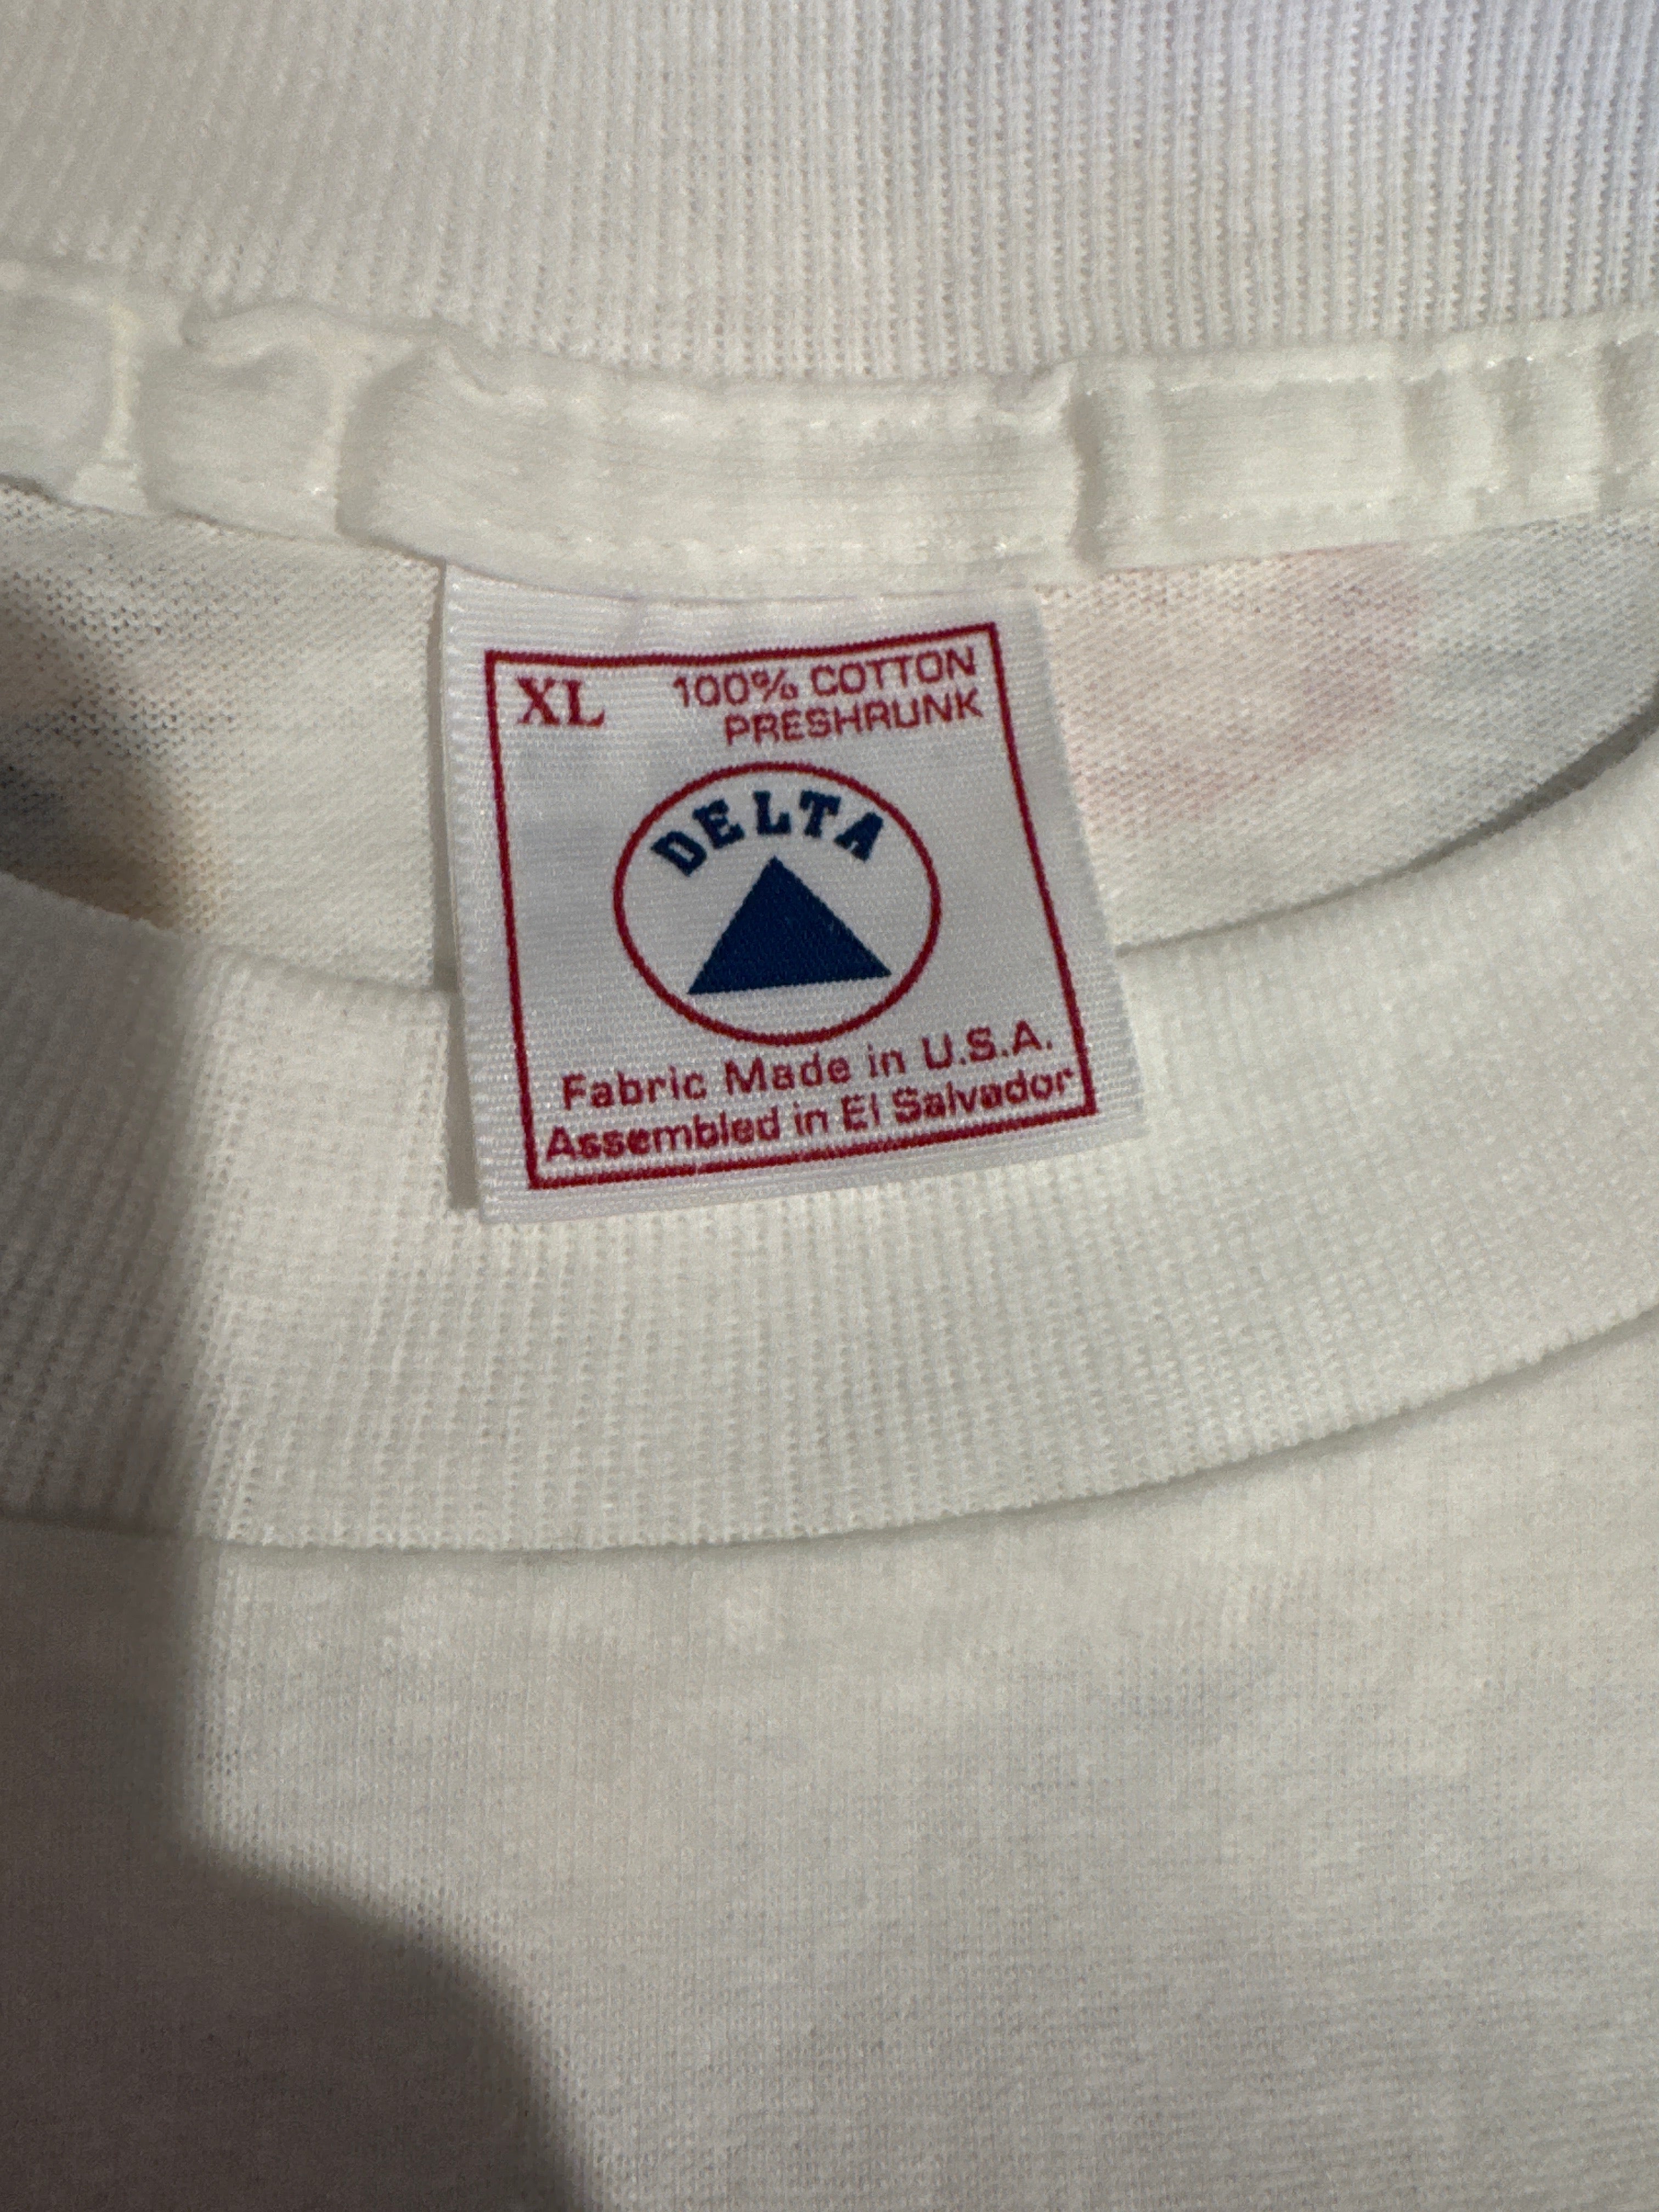 XL 100% COTTON
PRESHRUNK
DELTA
Fabric Made in U.S.A.
Assembled in El Salvador